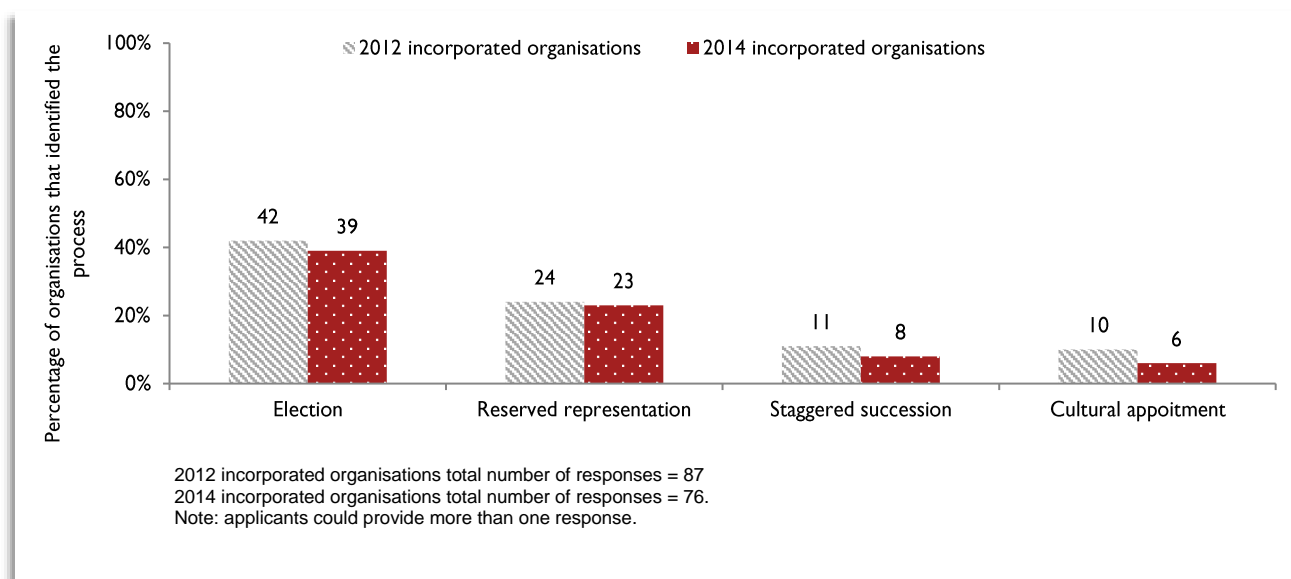 Percentage of organisations that identified the
process
100%
80%
60%
40%
20%
0%
2012 incorporated organisations
2014 incorporated organisations
42
39
24
23
11
8
10
6
Election
Reserved representation
Staggered succession
Cultural appoitment
2012 incorporated organisations total number of responses = 87
2014 incorporated organisations total number of responses = 76.
Note: applicants could provide more than one response.